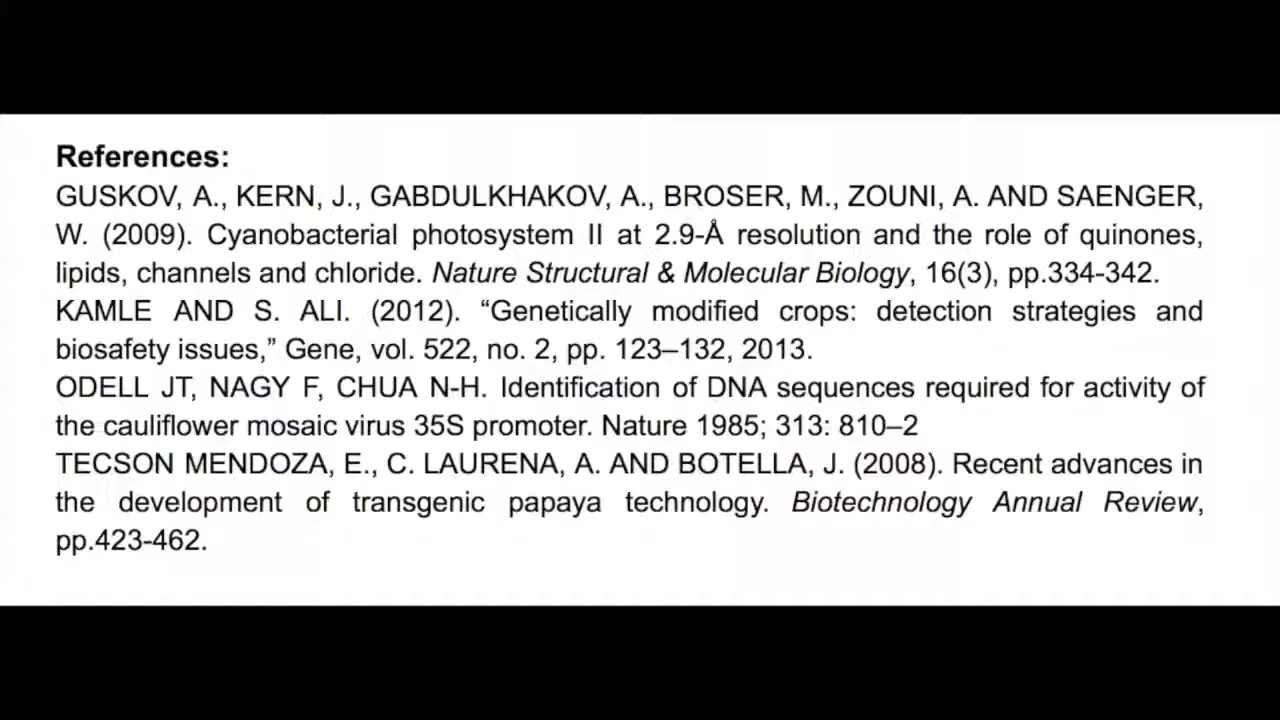 References:
GUSKOV, A., KERN, J., GABDULKHAKOV, A., BROSER, M., ZOUNI, A. AND SAENGER,
W. (2009). Cyanobacterial photosystem II at 2.9-Å resolution and the role of quinones,
lipids, channels and chloride. Nature Structural & Molecular Biology, 16(3), pp.334-342.
KAMLE AND S. ALI. (2012). “Genetically modified crops: detection strategies and
biosafety issues,” Gene, vol. 522, no. 2, pp. 123–132, 2013.
ODELL JT, NAGY F, CHUA N-H. Identification of DNA sequences required for activity of
the cauliflower mosaic virus 35S promoter. Nature 1985; 313: 810–2
TECSON MENDOZA, E., C. LAURENA, A. AND BOTELLA, J. (2008). Recent advances in
the development of transgenic papaya technology. Biotechnology Annual Review,
pp.423-462.